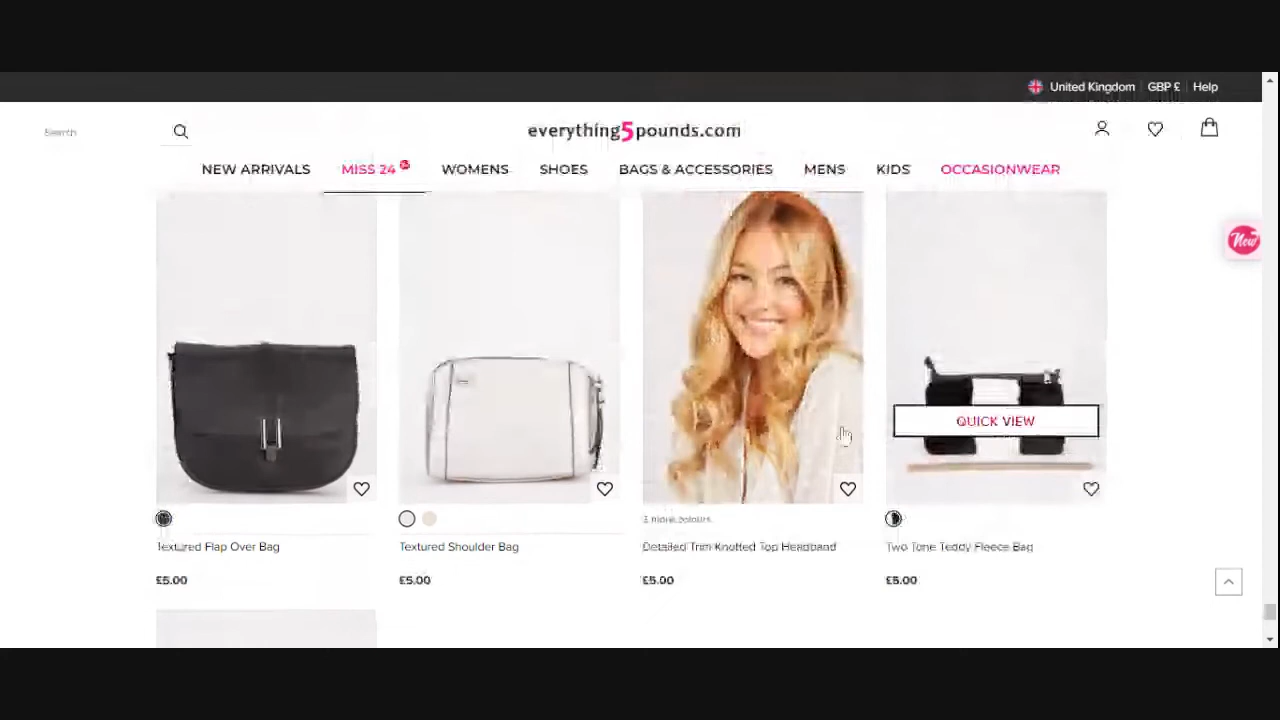 United Kingdom GBP £ Help
Search
everything5pounds.com
NEW ARRIVALS MISS 24 WOMENS SHOES BAGS & ACCESSORIES MENS KIDS OCCASIONWEAR
New
QUICK VIEW
2 more colours
Textured Flap Over Bag Textured Shoulder Bag Detailed Trim Knotted Top Headband Two Tone Teddy Fleece Bag
£5.00 £5.00 £5.00 £5.00